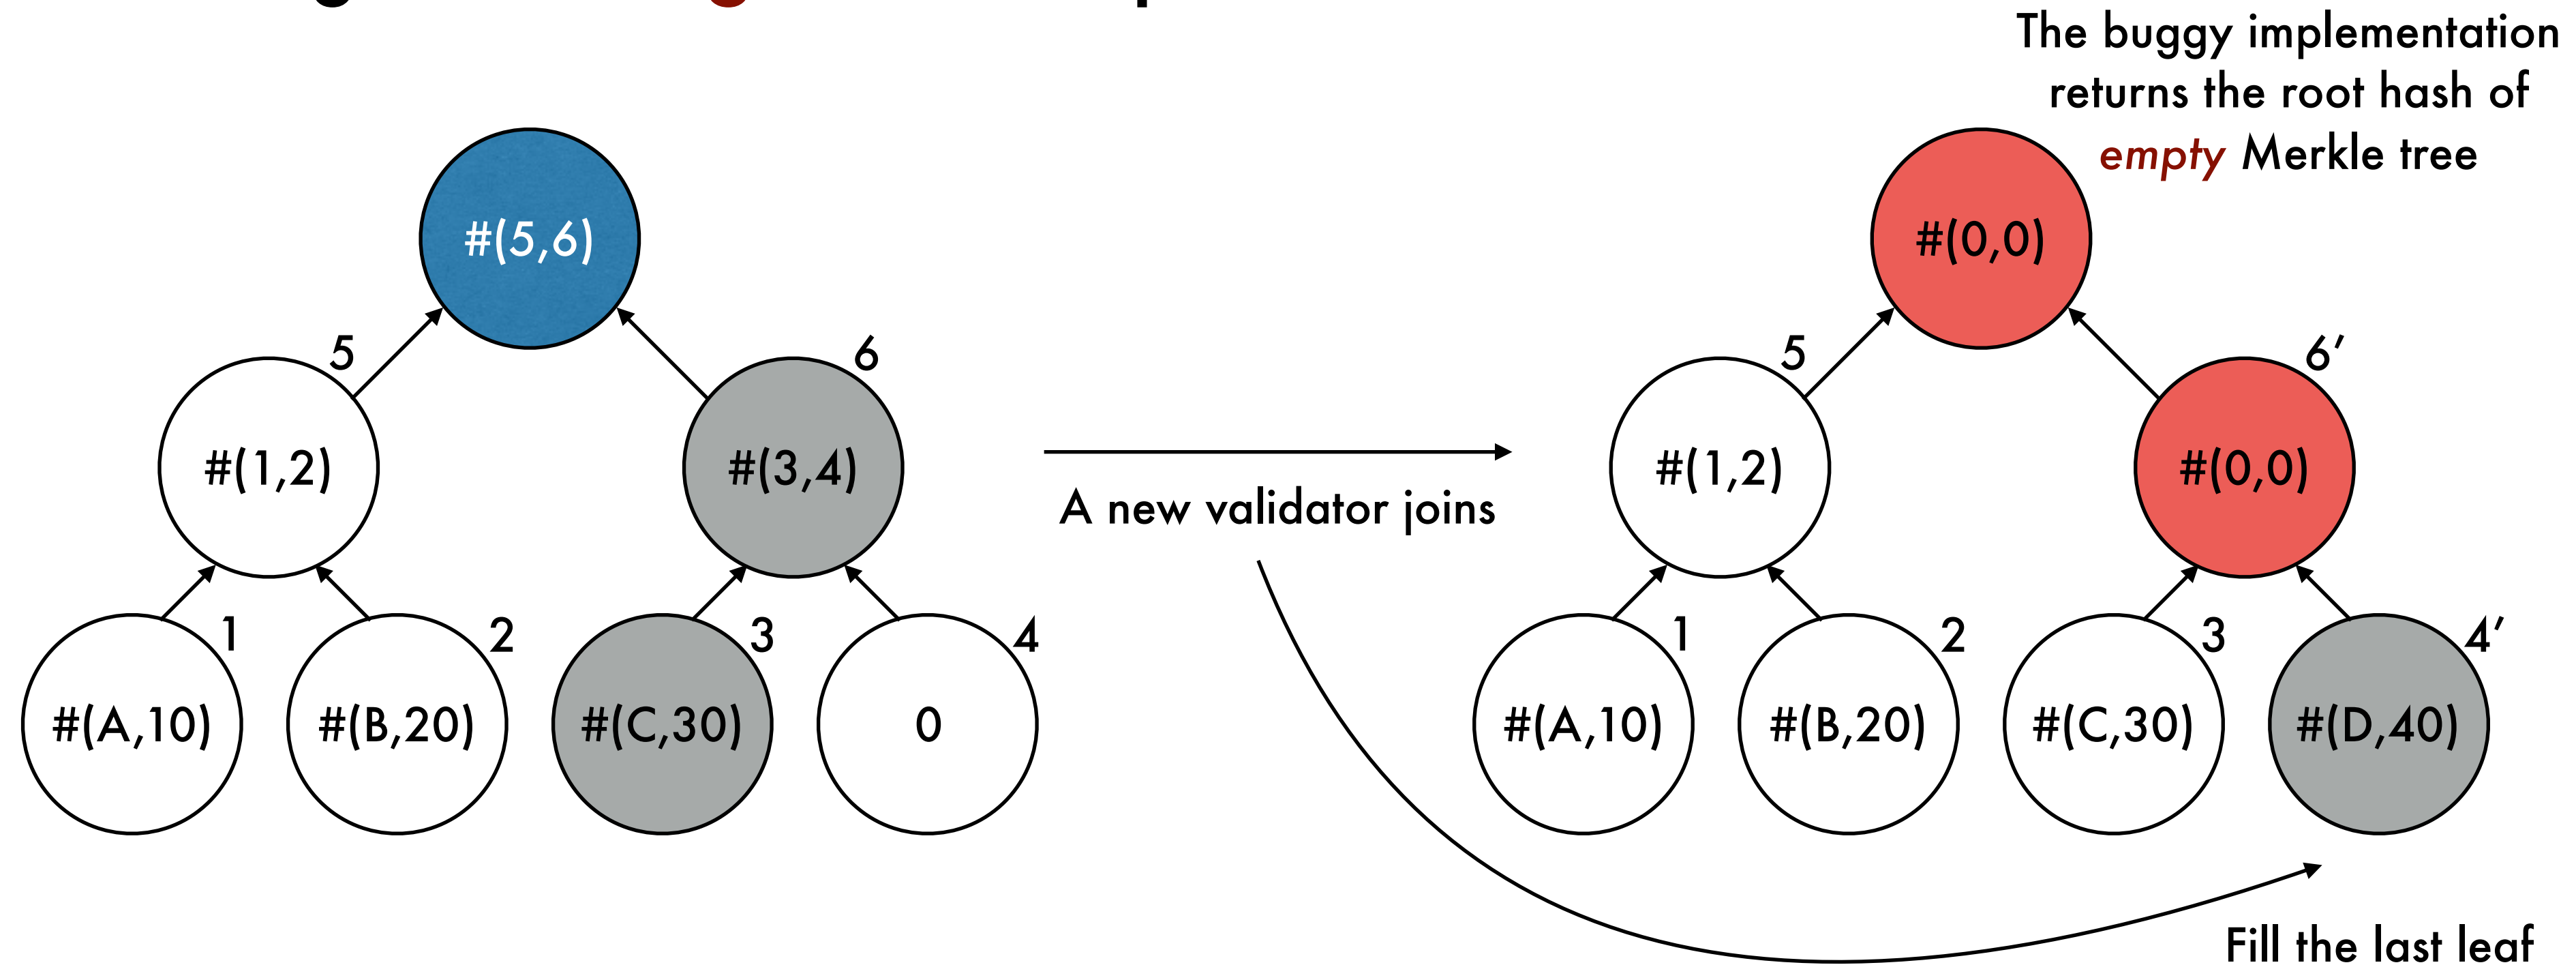 The buggy implementation
returns the root hash of
empty Merkle tree
#(5,6)
5
6
#(1,2)
#(3,4)
1
2
3
4
#(A,10)
#(B,20)
#(C,30)
0
A new validator joins
#(0,0)
5
6′
#(1,2)
#(0,0)
1
2
3
4′
#(A,10)
#(B,20)
#(C,30)
#(D,40)
Fill the last leaf